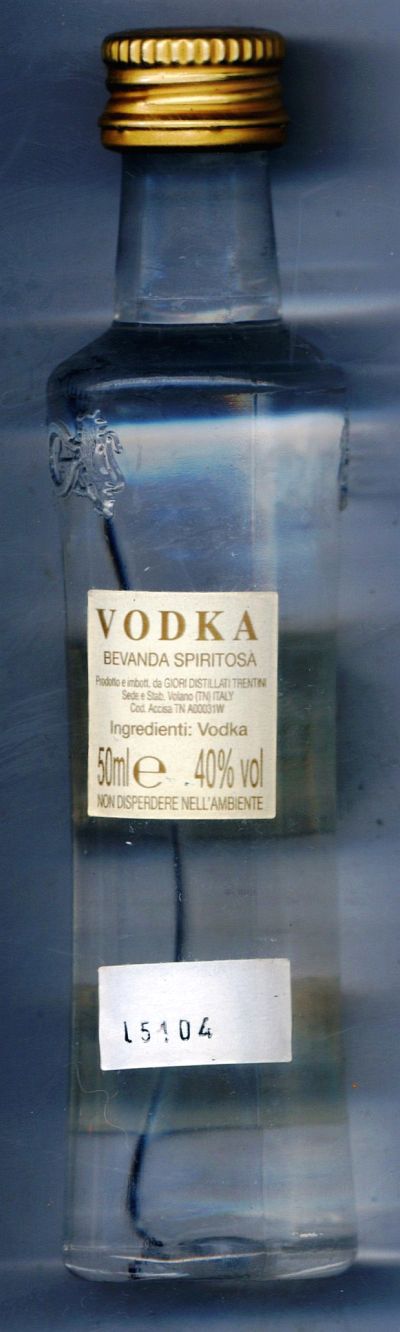 VODKA
BEVANDA SPIRITOSA
Prodotto e imbott. da GIORI DISTILLATI TRENTINI
Sede e Stab. Volano (TN) ITALY
Cod. Accisa TN A00031W
Ingredienti: Vodka
50ml e 40% vol
NON DISPERDERE NELL'AMBIENTE
L5104